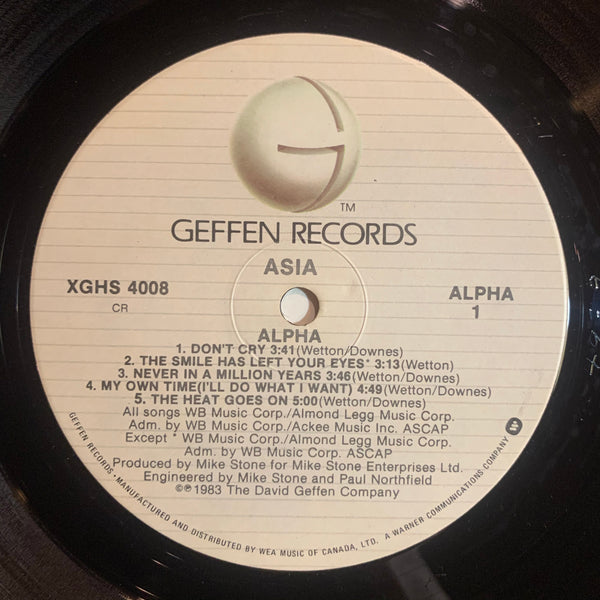 TM
GEFFEN RECORDS
ASIA
XGHS 4008
CR
ALPHA
1
ALPHA
1. DON'T CRY 3:41 (Wetton/Downes)
2. THE SMILE HAS LEFT YOUR EYES* 3:13 (Wetton)
3. NEVER IN A MILLION YEARS 3:46 (Wetton/Downes)
4. MY OWN TIME(I'LL DO WHAT I WANT) 4:49 (Wetton/Downes)
5. THE HEAT GOES ON 5:00 (Wetton/Downes)
All songs WB Music Corp./Almond Legg Music Corp.
Adm. by WB Music Corp./Ackee Music Inc. ASCAP
Except * WB Music Corp./Almond Legg Music Corp.
Adm. by WB Music Corp. ASCAP
Produced by Mike Stone for Mike Stone Enterprises Ltd.
Engineered by Mike Stone and Paul Northfield
©℗ 1983 The David Geffen Company
GEFFEN RECORDS · MANUFACTURED AND DISTRIBUTED BY WEA MUSIC OF CANADA, LTD. A WARNER COMMUNICATIONS COMPANY